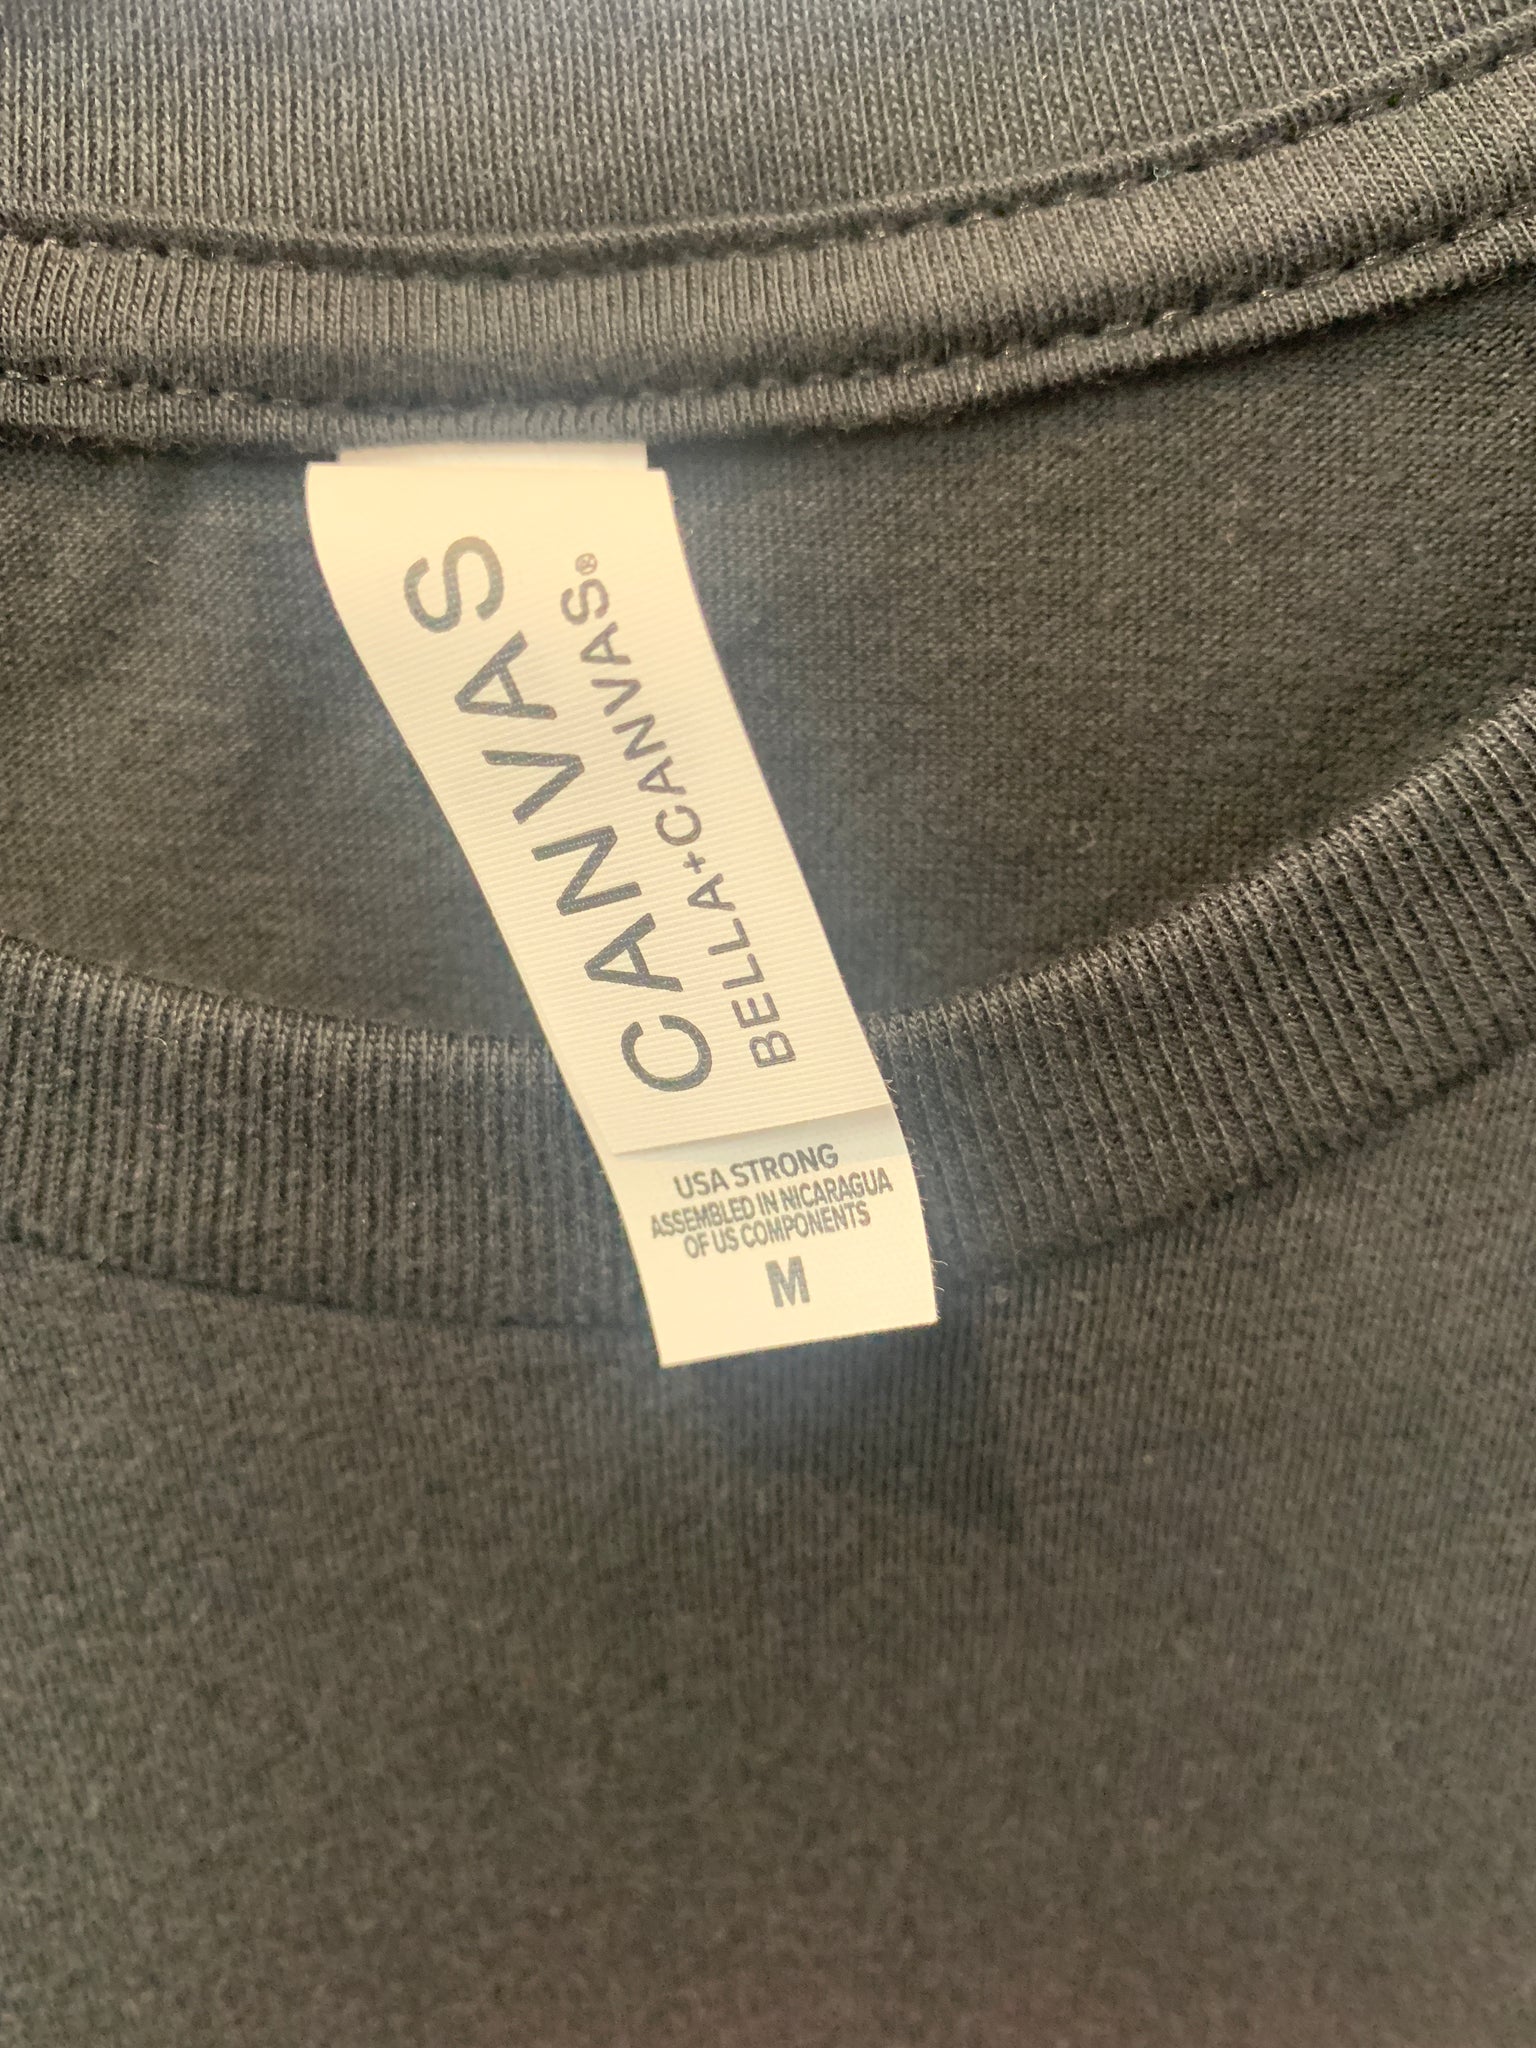 CANVAS
BELLA+CANVAS®
USA STRONG
ASSEMBLED IN NICARAGUA
OF US COMPONENTS
M